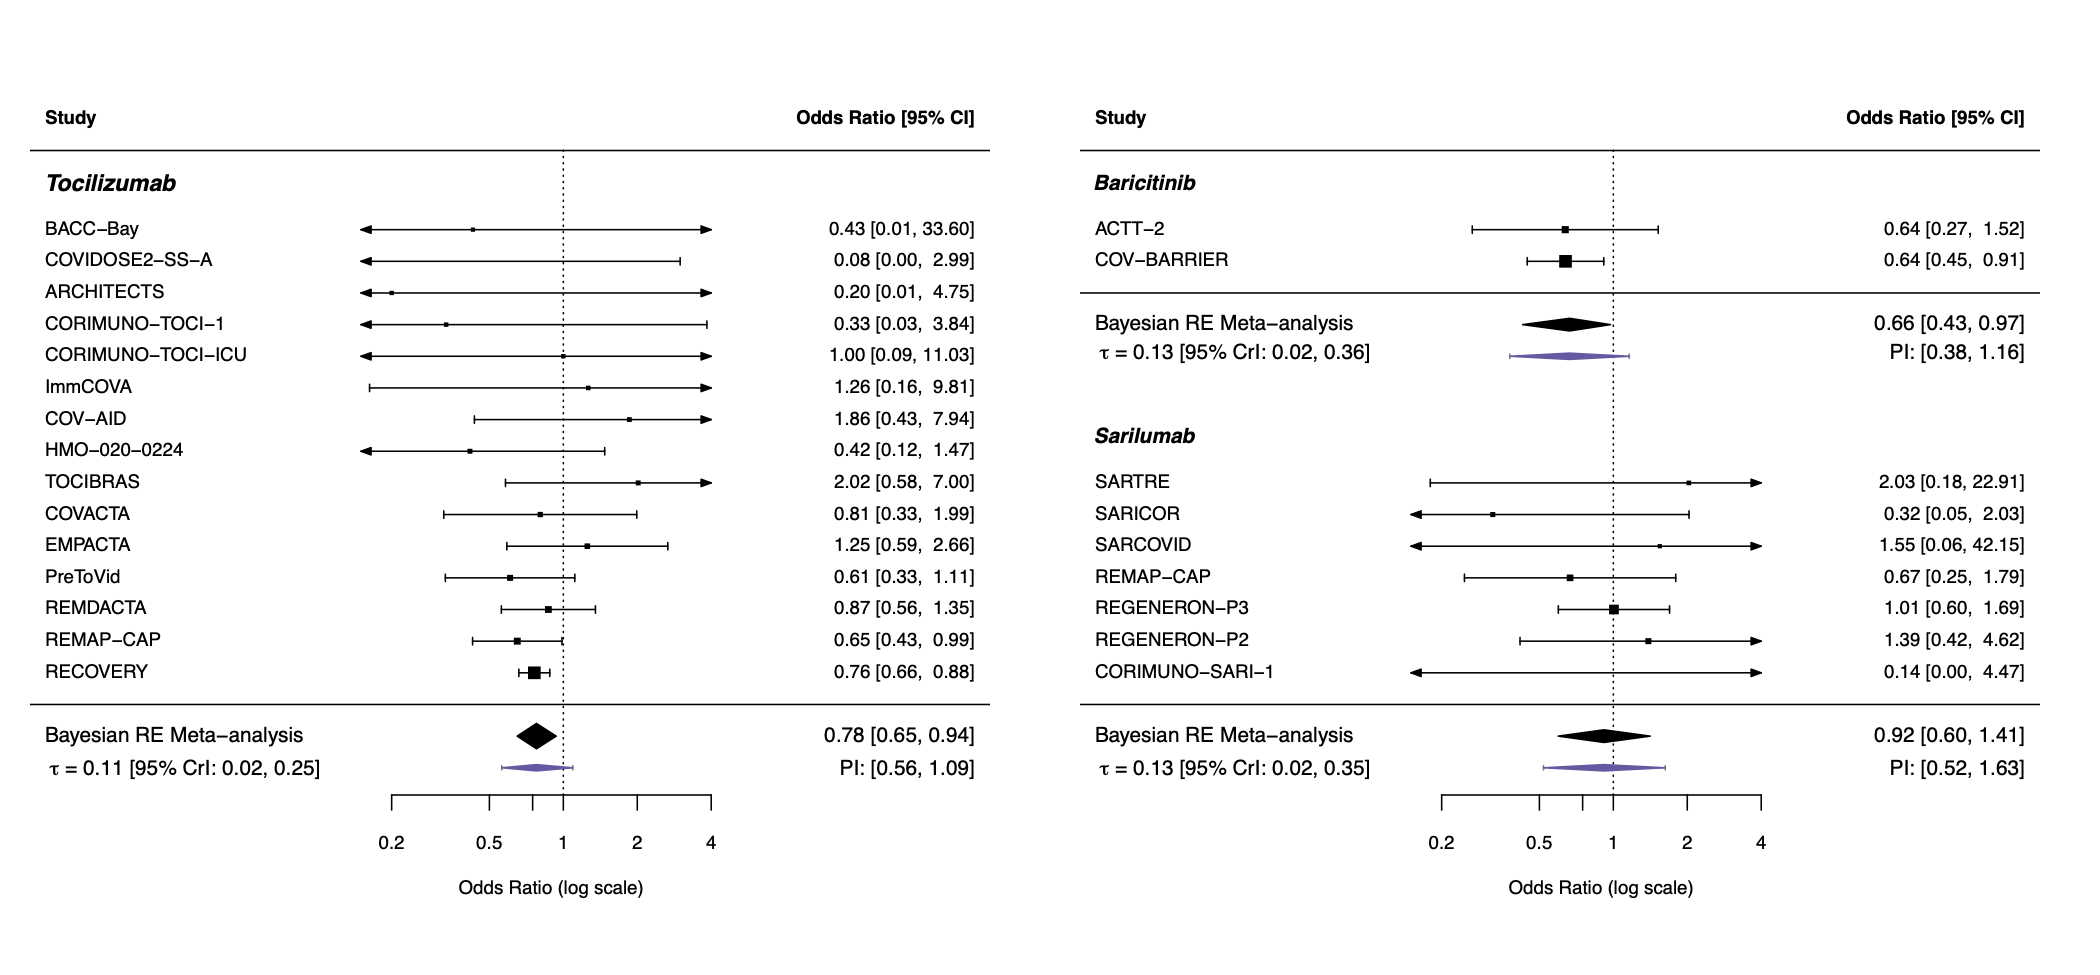 Study Odds Ratio [95% CI]
Tocilizumab
BACC−Bay 0.43 [0.01, 33.60]
COVIDOSE2−SS−A 0.08 [0.00, 2.99]
ARCHITECTS 0.20 [0.01, 4.75]
CORIMUNO−TOCI−1 0.33 [0.03, 3.84]
CORIMUNO−TOCI−ICU 1.00 [0.09, 11.03]
ImmCOVA 1.26 [0.16, 9.81]
COV−AID 1.86 [0.43, 7.94]
HMO−020−0224 0.42 [0.12, 1.47]
TOCIBRAS 2.02 [0.58, 7.00]
COVACTA 0.81 [0.33, 1.99]
EMPACTA 1.25 [0.59, 2.66]
PreToVid 0.61 [0.33, 1.11]
REMDACTA 0.87 [0.56, 1.35]
REMAP−CAP 0.65 [0.43, 0.99]
RECOVERY 0.76 [0.66, 0.88]
Bayesian RE Meta−analysis 0.78 [0.65, 0.94]
τ = 0.11 [95% CrI: 0.02, 0.25] PI: [0.56, 1.09]
0.2 0.5 1 2 4
Odds Ratio (log scale)
Study Odds Ratio [95% CI]
Baricitinib
ACTT−2 0.64 [0.27, 1.52]
COV−BARRIER 0.64 [0.45, 0.91]
Bayesian RE Meta−analysis 0.66 [0.43, 0.97]
τ = 0.13 [95% CrI: 0.02, 0.36] PI: [0.38, 1.16]
Sarilumab
SARTRE 2.03 [0.18, 22.91]
SARICOR 0.32 [0.05, 2.03]
SARCOVID 1.55 [0.06, 42.15]
REMAP−CAP 0.67 [0.25, 1.79]
REGENERON−P3 1.01 [0.60, 1.69]
REGENERON−P2 1.39 [0.42, 4.62]
CORIMUNO−SARI−1 0.14 [0.00, 4.47]
Bayesian RE Meta−analysis 0.92 [0.60, 1.41]
τ = 0.13 [95% CrI: 0.02, 0.35] PI: [0.52, 1.63]
0.2 0.5 1 2 4
Odds Ratio (log scale)